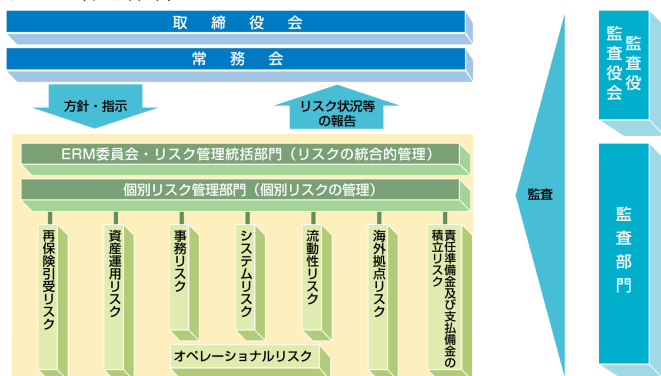 取締役会
常務会
方針・指示
リスク状況等
の報告
ERM委員会・リスク管理統括部門（リスクの統合的管理）
個別リスク管理部門（個別リスクの管理）
再保険引受リスク
資産運用リスク
事務リスク
システムリスク
流動性リスク
海外拠点リスク
責任準備金及び支払備金の
積立リスク
オペレーショナルリスク
監査
監査役
監査役会
監査部門